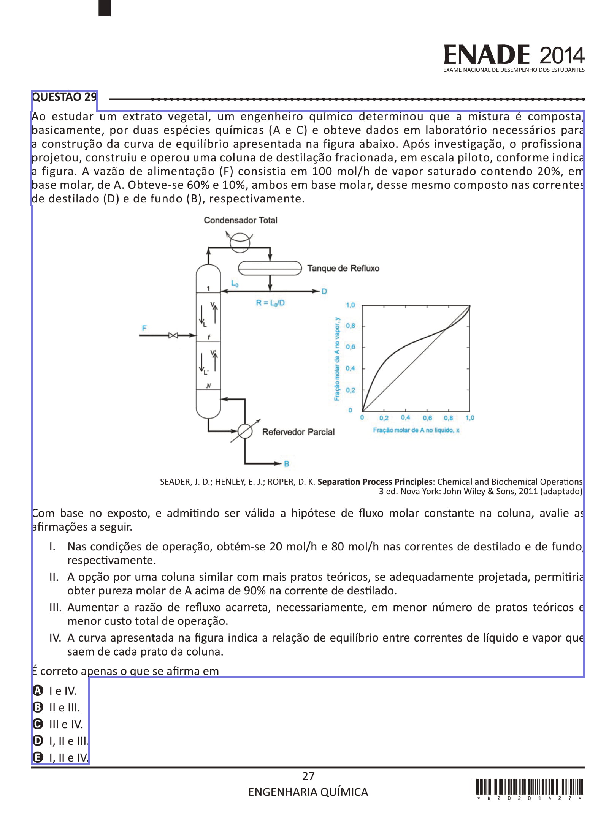 ENADE 2014
EXAME NACIONAL DE DESEMPENHO DOS ESTUDANTES
QUESTÃO 29
Ao estudar um extrato vegetal, um engenheiro químico determinou que a mistura é composta,
basicamente, por duas espécies químicas (A e C) e obteve dados em laboratório necessários para
a construção da curva de equilíbrio apresentada na figura abaixo. Após investigação, o profissional
projetou, construiu e operou uma coluna de destilação fracionada, em escala piloto, conforme indica
a figura. A vazão de alimentação (F) consistia em 100 mol/h de vapor saturado contendo 20%, em
base molar, de A. Obteve-se 60% e 10%, ambos em base molar, desse mesmo composto nas correntes
de destilado (D) e de fundo (B), respectivamente.
Condensador Total
Tanque de Refluxo
L₀
D
R = L₀/D
1
V
L
F
f
V
L'
N
Refervedor Parcial
B
Fração molar de A no vapor, y
1,0
0,8
0,6
0,4
0,2
0
0 0,2 0,4 0,6 0,8 1,0
Fração molar de A no líquido, x
SEADER, J. D.; HENLEY, E. J.; ROPER, D. K. Separation Process Principles: Chemical and Biochemical Operations.
3 ed. Nova York: John Wiley & Sons, 2011 (adaptado).
Com base no exposto, e admitindo ser válida a hipótese de fluxo molar constante na coluna, avalie as
afirmações a seguir.
I. Nas condições de operação, obtém-se 20 mol/h e 80 mol/h nas correntes de destilado e de fundo,
respectivamente.
II. A opção por uma coluna similar com mais pratos teóricos, se adequadamente projetada, permitiria
obter pureza molar de A acima de 90% na corrente de destilado.
III. Aumentar a razão de refluxo acarreta, necessariamente, em menor número de pratos teóricos e
menor custo total de operação.
IV. A curva apresentada na figura indica a relação de equilíbrio entre correntes de líquido e vapor que
saem de cada prato da coluna.
É correto apenas o que se afirma em
A I e IV.
B II e III.
C III e IV.
D I, II e III.
E I, II e IV.
27
ENGENHARIA QUÍMICA